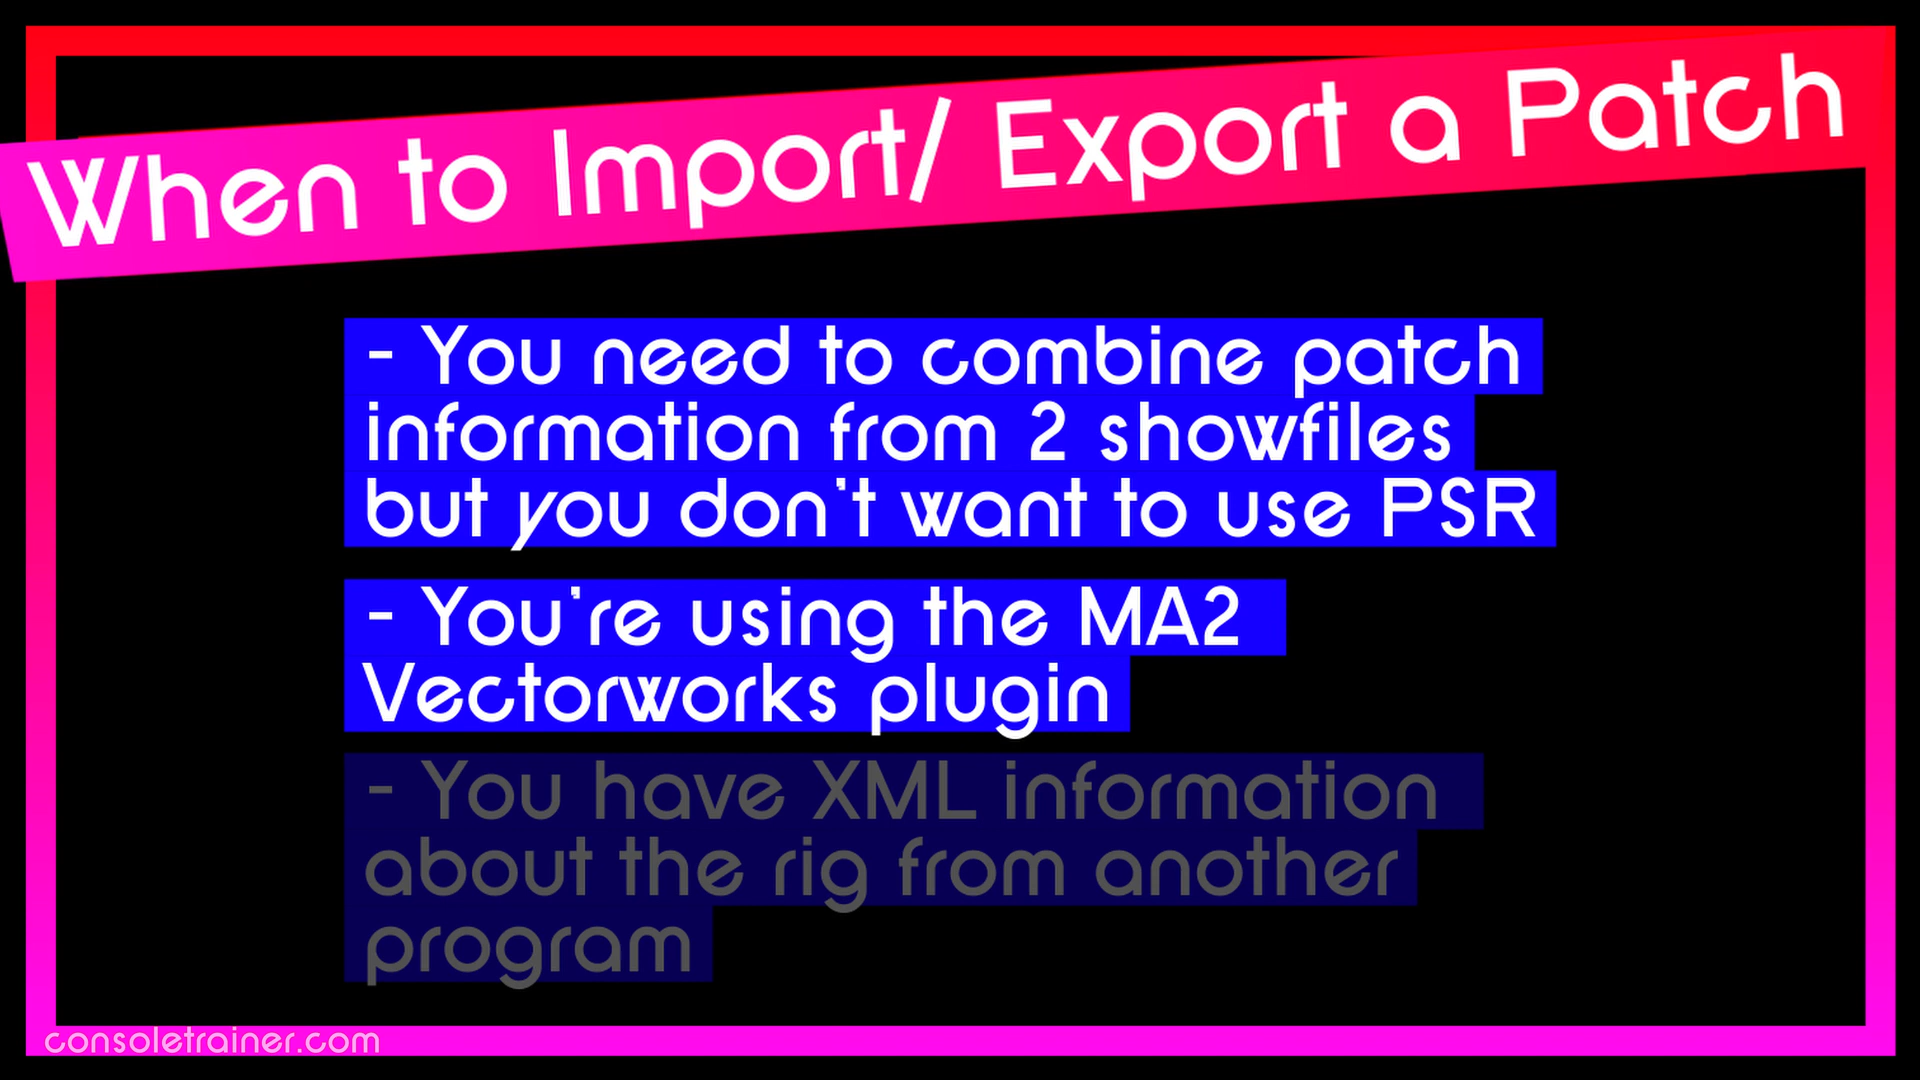 When to Import/ Export a Patch
- You need to combine patch
information from 2 showfiles
but you don't want to use PSR
- You're using the MA2
Vectorworks plugin
- You have XML information
about the rig from another
program
consoletrainer.com